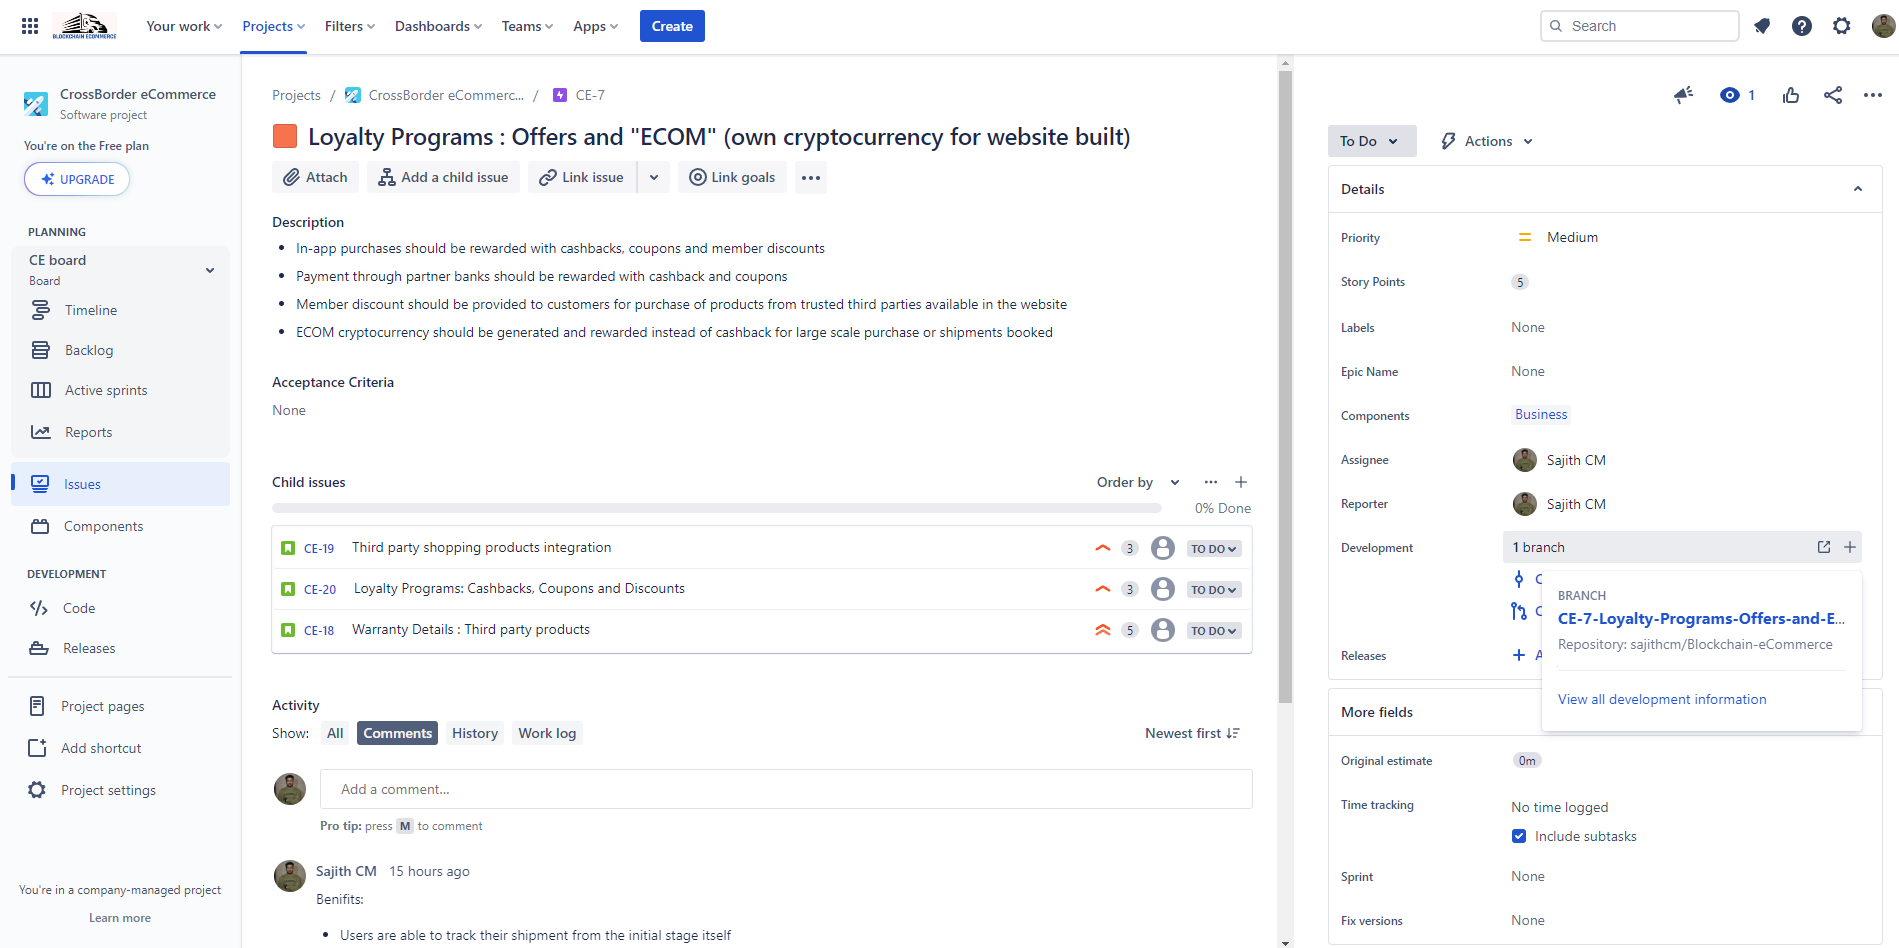 BLOCKCHAIN ECOMMERCE
Your work
Projects
Filters
Dashboards
Teams
Apps
Create
Search
CrossBorder eCommerce
Software project
You're on the Free plan
UPGRADE
PLANNING
CE board
Board
Timeline
Backlog
Active sprints
Reports
Issues
Components
DEVELOPMENT
Code
Releases
Project pages
Add shortcut
Project settings
You're in a company-managed project
Learn more
Projects / CrossBorder eCommerc... / CE-7
Loyalty Programs : Offers and "ECOM" (own cryptocurrency for website built)
Attach
Add a child issue
Link issue
Link goals
Description
• In-app purchases should be rewarded with cashbacks, coupons and member discounts
• Payment through partner banks should be rewarded with cashback and coupons
• Member discount should be provided to customers for purchase of products from trusted third parties available in the website
• ECOM cryptocurrency should be generated and rewarded instead of cashback for large scale purchase or shipments booked
Acceptance Criteria
None
Child issues
Order by
0% Done
CE-19 Third party shopping products integration 3 TO DO
CE-20 Loyalty Programs: Cashbacks, Coupons and Discounts 3 TO DO
CE-18 Warranty Details : Third party products 5 TO DO
Activity
Show: All Comments History Work log
Newest first
Add a comment...
Pro tip: press M to comment
Sajith CM 15 hours ago
Benifits:
• Users are able to track their shipment from the initial stage itself
1
To Do
Actions
Details
Priority Medium
Story Points 5
Labels None
Epic Name None
Components Business
Assignee Sajith CM
Reporter Sajith CM
Development 1 branch
C
C
BRANCH
CE-7-Loyalty-Programs-Offers-and-E...
Repository: sajithcm/Blockchain-eCommerce
View all development information
Releases A
More fields
Original estimate 0m
Time tracking No time logged
Include subtasks
Sprint None
Fix versions None